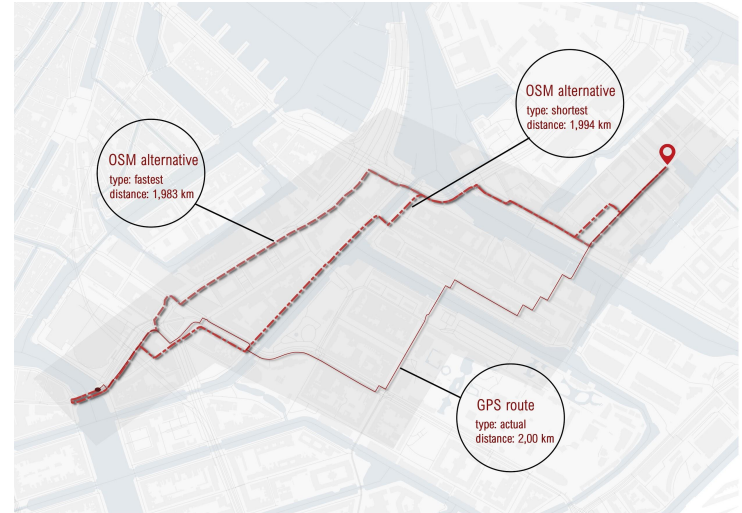 OSM alternative
type: shortest
distance: 1,994 km
OSM alternative
type: fastest
distance: 1,983 km
GPS route
type: actual
distance: 2,00 km